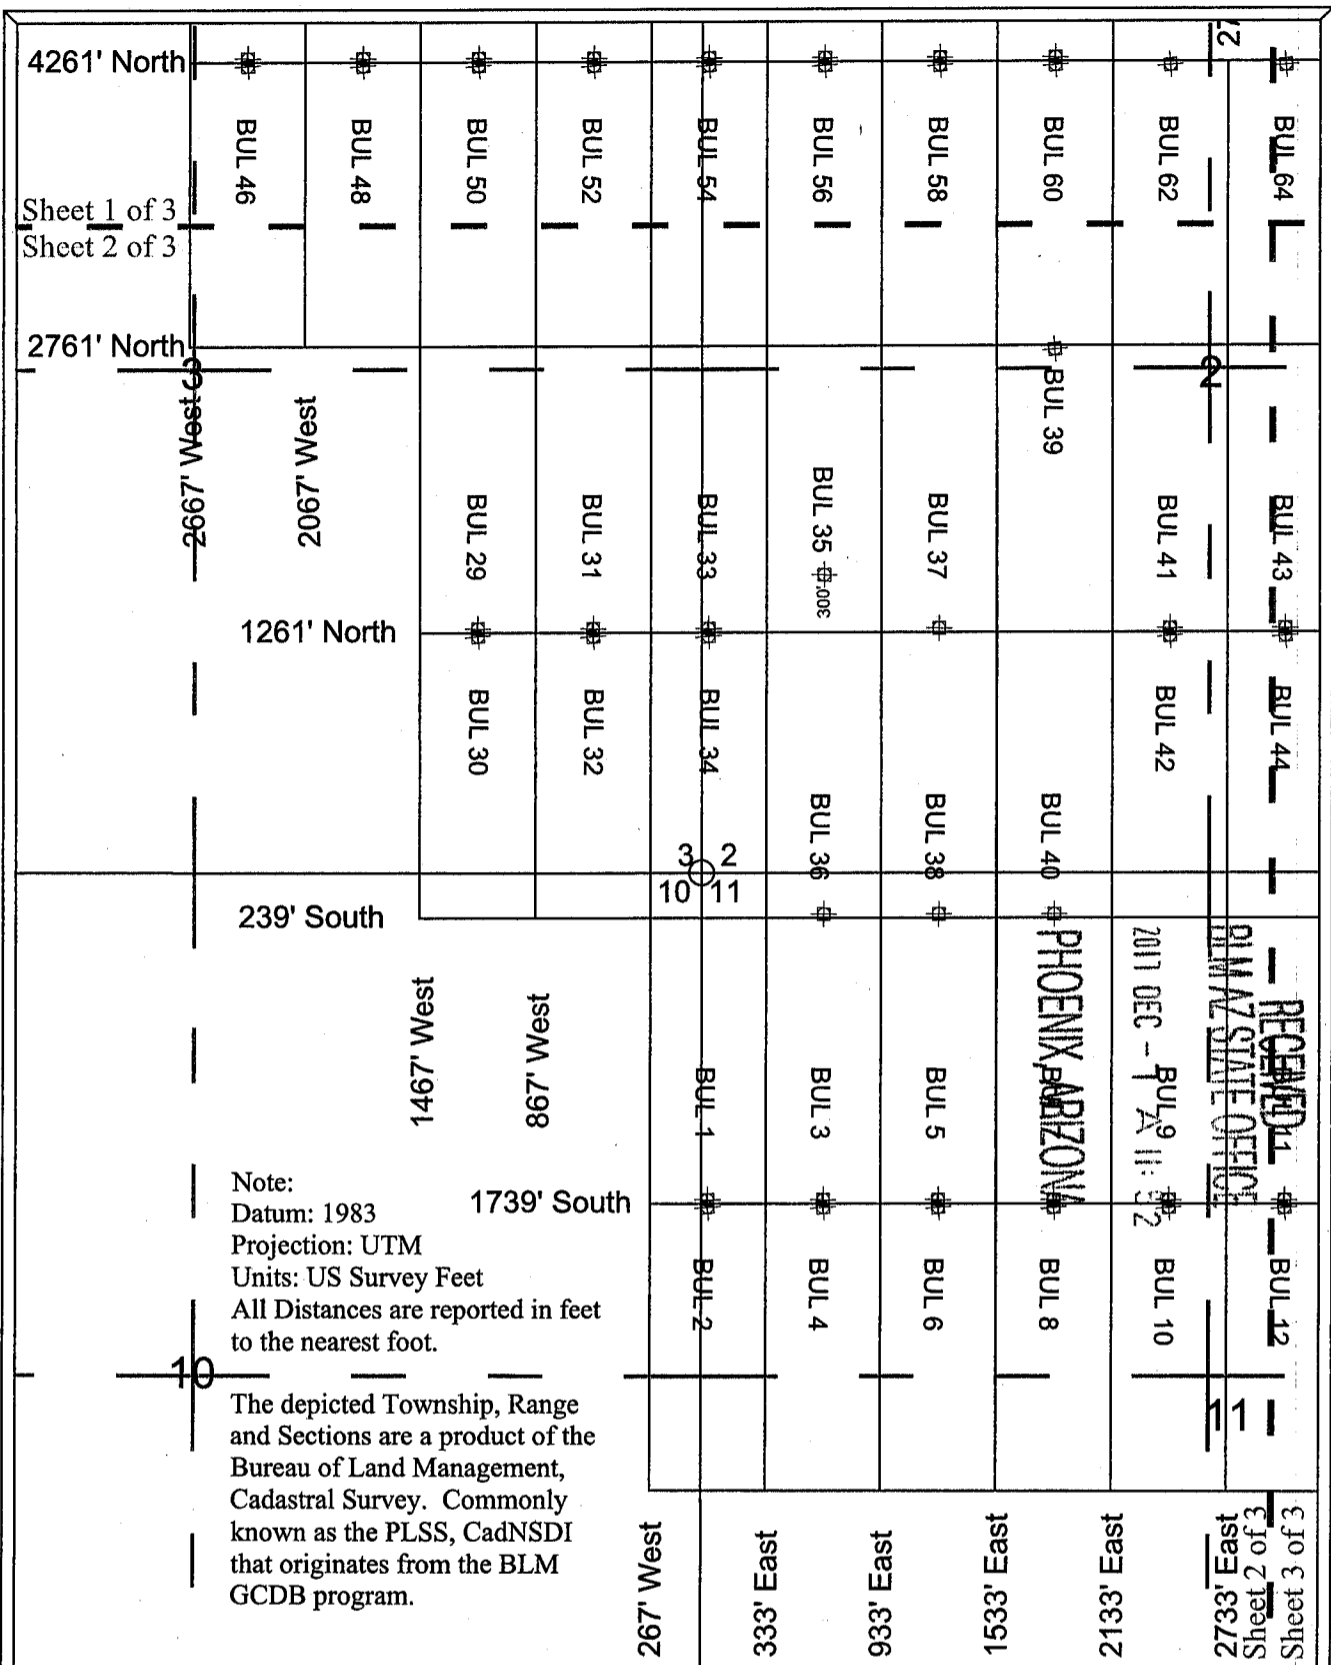 27
4261' North
BUL 46
BUL 48
BUL 50
BUL 52
BUL 54
BUL 56
BUL 58
BUL 60
BUL 62
BUL 64
Sheet 1 of 3
Sheet 2 of 3
2761' North
2697' West
2097' West
2
BUL 39
BUL 29
BUL 31
BUL 33
BUL 35
300'
BUL 37
BUL 41
BUL 43
1261' North
BUL 30
BUL 32
BUL 34
BUL 42
BUL 44
BUL 36
BUL 38
BUL 40
3 2
10 11
239' South
1467' West
867' West
RECEIVED
BLM AZ STATE OFFICE
2017 DEC -1 A 11:
PHOENIX, ARIZONA
BUL 1
BUL 3
BUL 5
BUL 9
11
1739' South
BUL 2
BUL 4
BUL 6
BUL 8
BUL 10
BUL 12
Note:
Datum: 1983
Projection: UTM
Units: US Survey Feet
All Distances are reported in feet
to the nearest foot.
10
11
The depicted Township, Range
and Sections are a product of the
Bureau of Land Management,
Cadastral Survey. Commonly
known as the PLSS, CadNSDI
that originates from the BLM
GCDB program.
267' West
333' East
933' East
1533' East
2133' East
2733' East
Sheet 2 of 3
Sheet 3 of 3